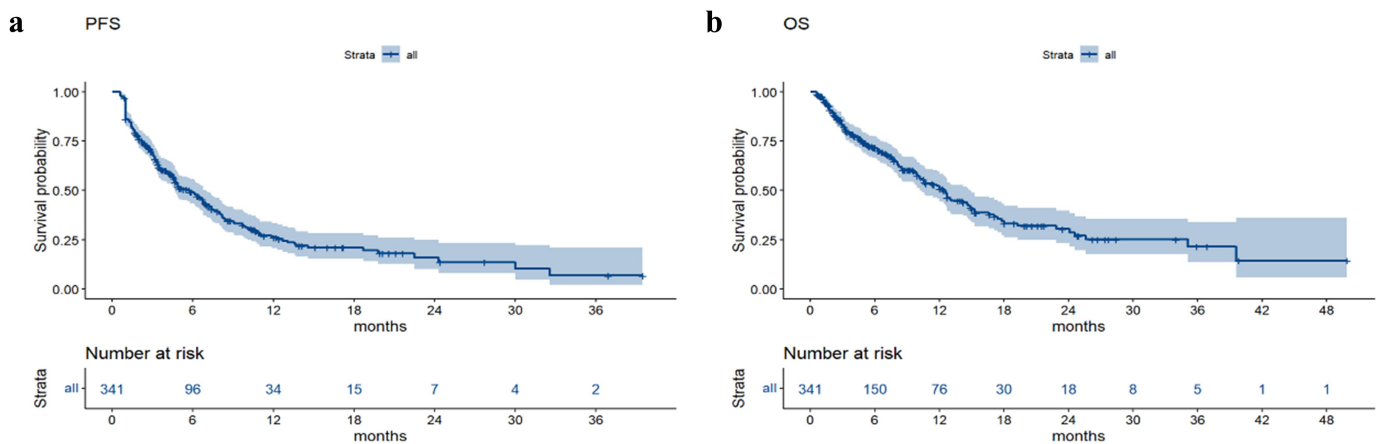 a
PFS
Strata all
1.00
0.75
0.50
0.25
0.00
Survival probability
0 6 12 18 24 30 36
months
Number at risk
Strata
all 341 96 34 15 7 4 2
0 6 12 18 24 30 36
months
b
OS
Strata all
1.00
0.75
0.50
0.25
0.00
Survival probability
0 6 12 18 24 30 36 42 48
months
Number at risk
Strata
all 341 150 76 30 18 8 5 1 1
0 6 12 18 24 30 36 42 48
months